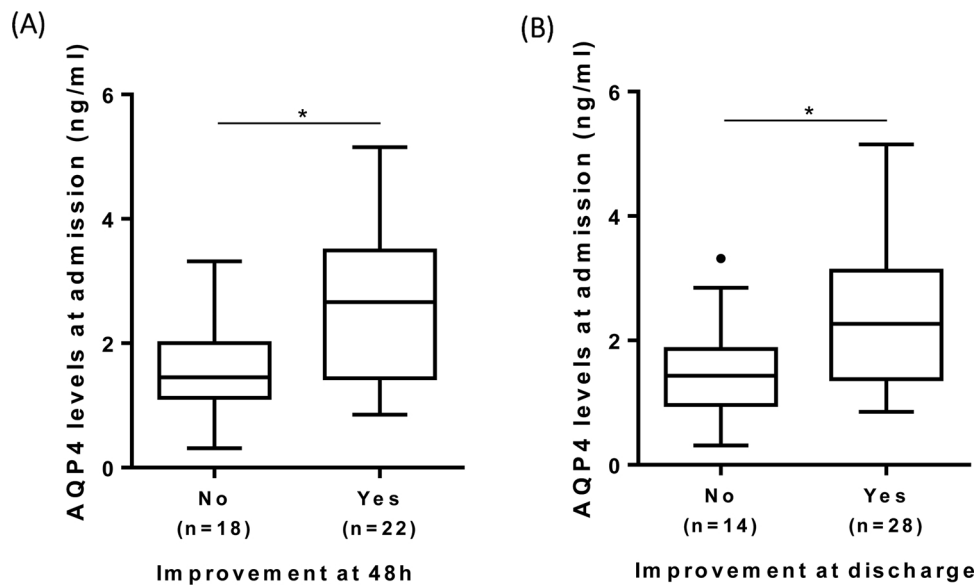 (A)
AQP4 levels at admission (ng/ml)
6
4
2
0
*
No
Yes
(n=18)
(n=22)
Improvement at 48h
(B)
AQP4 levels at admission (ng/ml)
6
4
2
0
*
No
Yes
(n=14)
(n=28)
Improvement at discharge